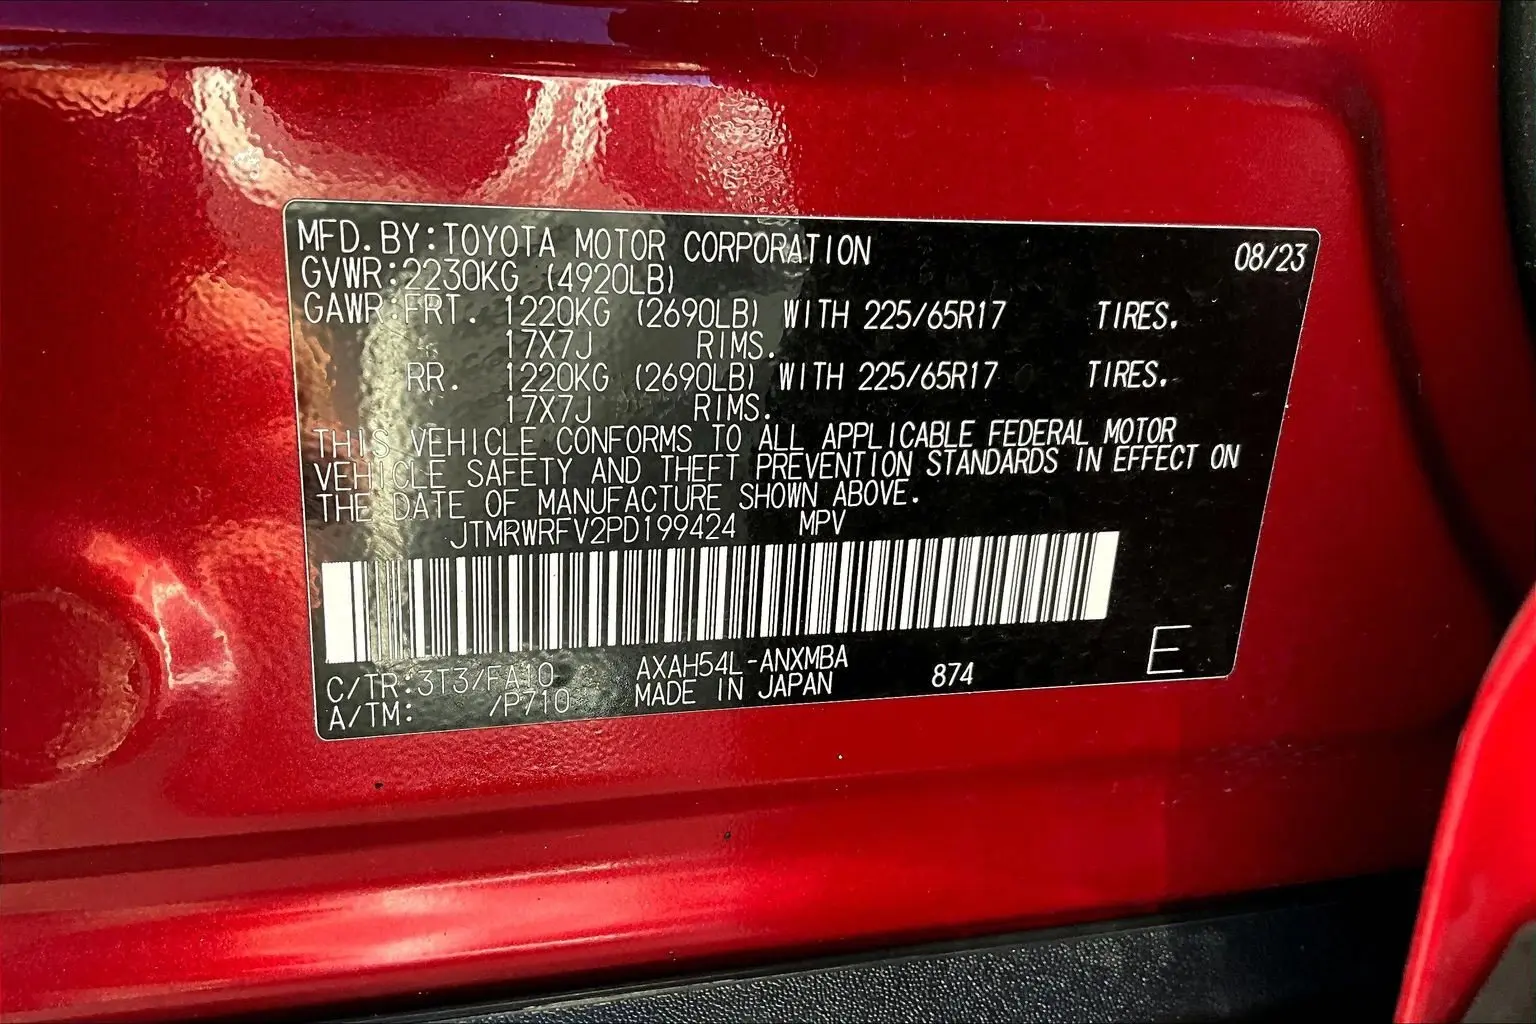 MFD. BY: TOYOTA MOTOR CORPORATION 08/23
GVWR: 2230KG (4920LB)
GAWR: FRT. 1220KG (2690LB) WITH 225/65R17 TIRES.
17X7J RIMS.
RR. 1220KG (2690LB) WITH 225/65R17 TIRES.
17X7J RIMS.
THIS VEHICLE CONFORMS TO ALL APPLICABLE FEDERAL MOTOR
VEHICLE SAFETY AND THEFT PREVENTION STANDARDS IN EFFECT ON
THE DATE OF MANUFACTURE SHOWN ABOVE.
JTMRWRFV2PD199424 MPV
C/TR: 3T3/FA10 AXAH54L-ANXMBA 874 E
A/TM: /P710 MADE IN JAPAN